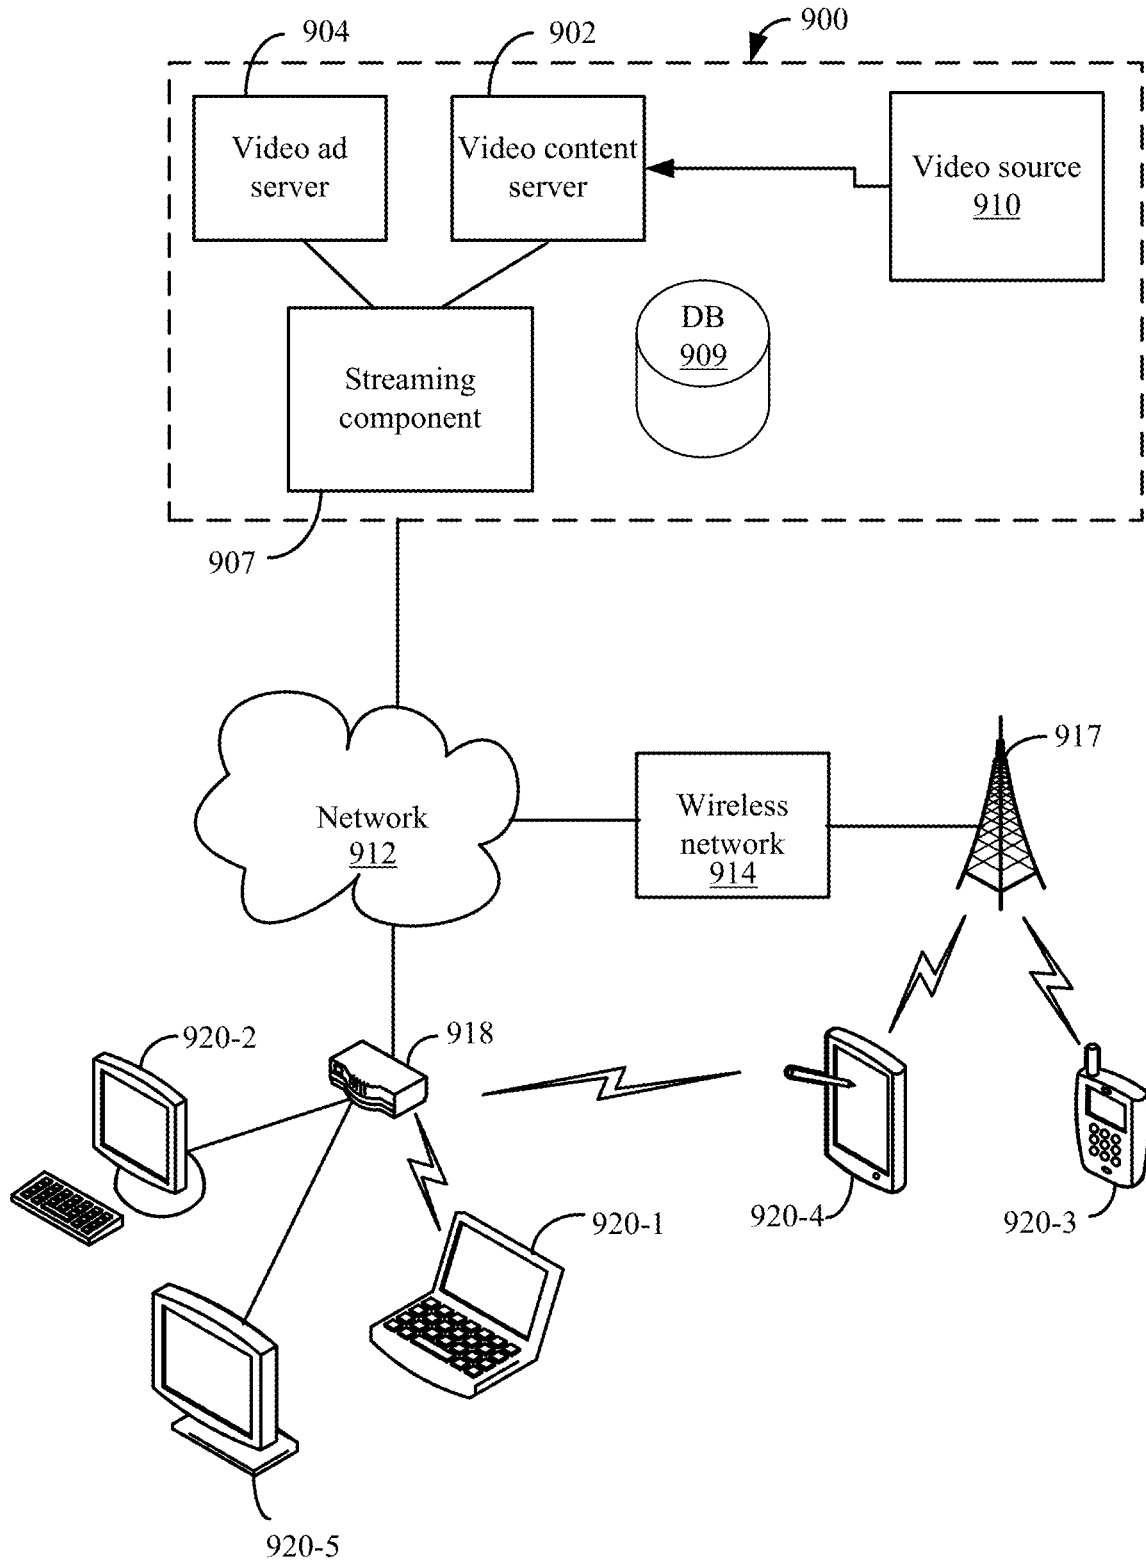 904
902
900
Video ad
server
Video content
server
Video source
910
DB
909
Streaming
component
907
917
Network
912
Wireless
network
914
920-2
918
920-4
920-3
920-1
920-5